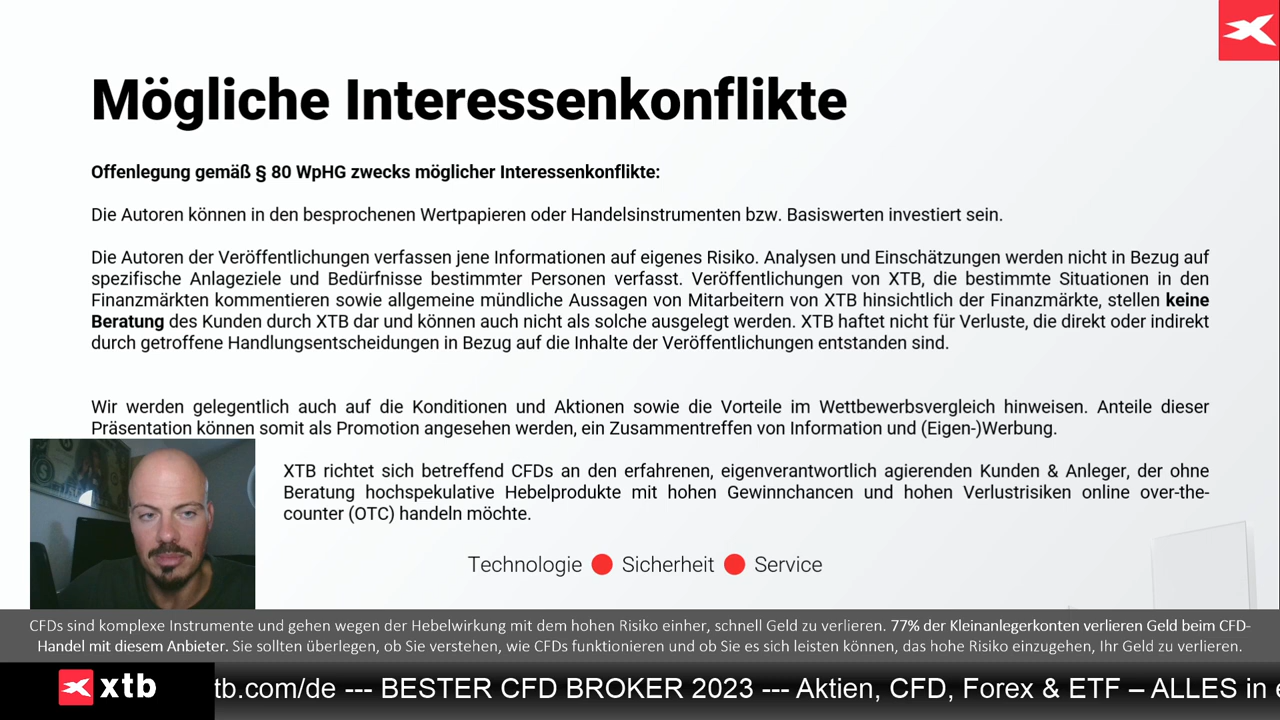 Mögliche Interessenkonflikte
Offenlegung gemäß § 80 WpHG zwecks möglicher Interessenkonflikte:
Die Autoren können in den besprochenen Wertpapieren oder Handelsinstrumenten bzw. Basiswerten investiert sein.
Die Autoren der Veröffentlichungen verfassen jene Informationen auf eigenes Risiko. Analysen und Einschätzungen werden nicht in Bezug auf
spezifische Anlageziele und Bedürfnisse bestimmter Personen verfasst. Veröffentlichungen von XTB, die bestimmte Situationen in den
Finanzmärkten kommentieren sowie allgemeine mündliche Aussagen von Mitarbeitern von XTB hinsichtlich der Finanzmärkte, stellen keine
Beratung des Kunden durch XTB dar und können auch nicht als solche ausgelegt werden. XTB haftet nicht für Verluste, die direkt oder indirekt
durch getroffene Handlungsentscheidungen in Bezug auf die Inhalte der Veröffentlichungen entstanden sind.
Wir werden gelegentlich auch auf die Konditionen und Aktionen sowie die Vorteile im Wettbewerbsvergleich hinweisen. Anteile dieser
Präsentation können somit als Promotion angesehen werden, ein Zusammentreffen von Information und (Eigen-)Werbung.
XTB richtet sich betreffend CFDs an den erfahrenen, eigenverantwortlich agierenden Kunden & Anleger, der ohne
Beratung hochspekulative Hebelprodukte mit hohen Gewinnchancen und hohen Verlustrisiken online over-the-
counter (OTC) handeln möchte.
Technologie Sicherheit Service
CFDs sind komplexe Instrumente und gehen wegen der Hebelwirkung mit dem hohen Risiko einher, schnell Geld zu verlieren. 77% der Kleinanlegerkonten verlieren Geld beim CFD-
Handel mit diesem Anbieter. Sie sollten überlegen, ob Sie verstehen, wie CFDs funktionieren und ob Sie es sich leisten können, das hohe Risiko einzugehen, Ihr Geld zu verlieren.
xtb tb.com/de --- BESTER CFD BROKER 2023 --- Aktien, CFD, Forex & ETF – ALLES in e